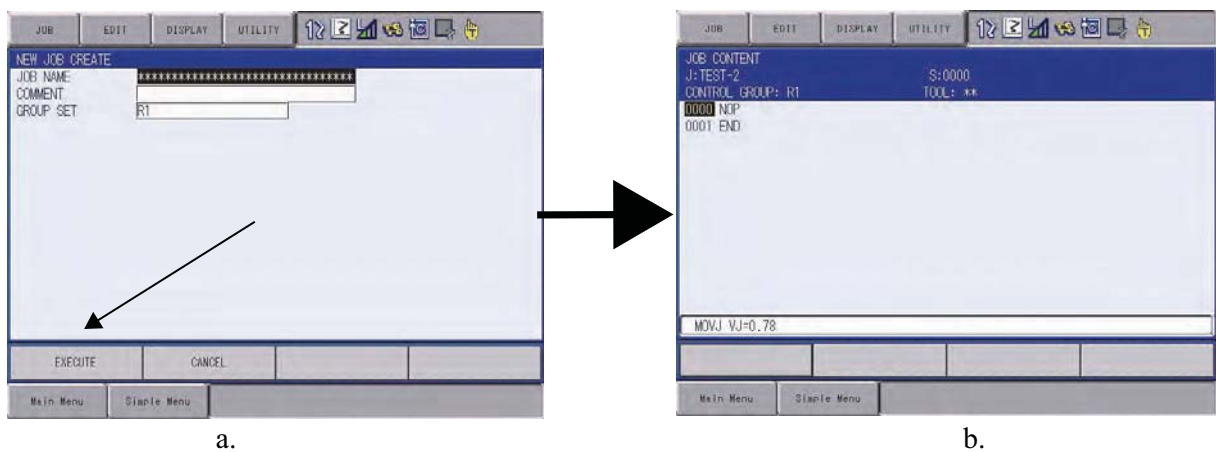 JOB EDIT DISPLAY UTILITY
NEW JOB CREATE
JOB NAME ********************************
COMMENT
GROUP SET R1
EXECUTE CANCEL
Main Menu Simple Menu
a.
JOB EDIT DISPLAY UTILITY
JOB CONTENT
J:TEST-2 S:0000
CONTROL GROUP: R1 TOOL: **
0000 NOP
0001 END
MOVJ VJ=0.78
Main Menu Simple Menu
b.